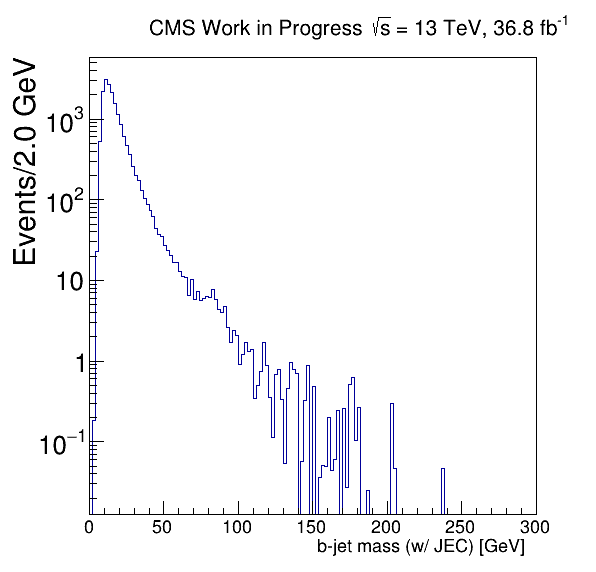 CMS Work in Progress √s = 13 TeV, 36.8 fb⁻¹
Events/2.0 GeV
10³
10²
10
1
10⁻¹
0 50 100 150 200 250 300
b-jet mass (w/ JEC) [GeV]